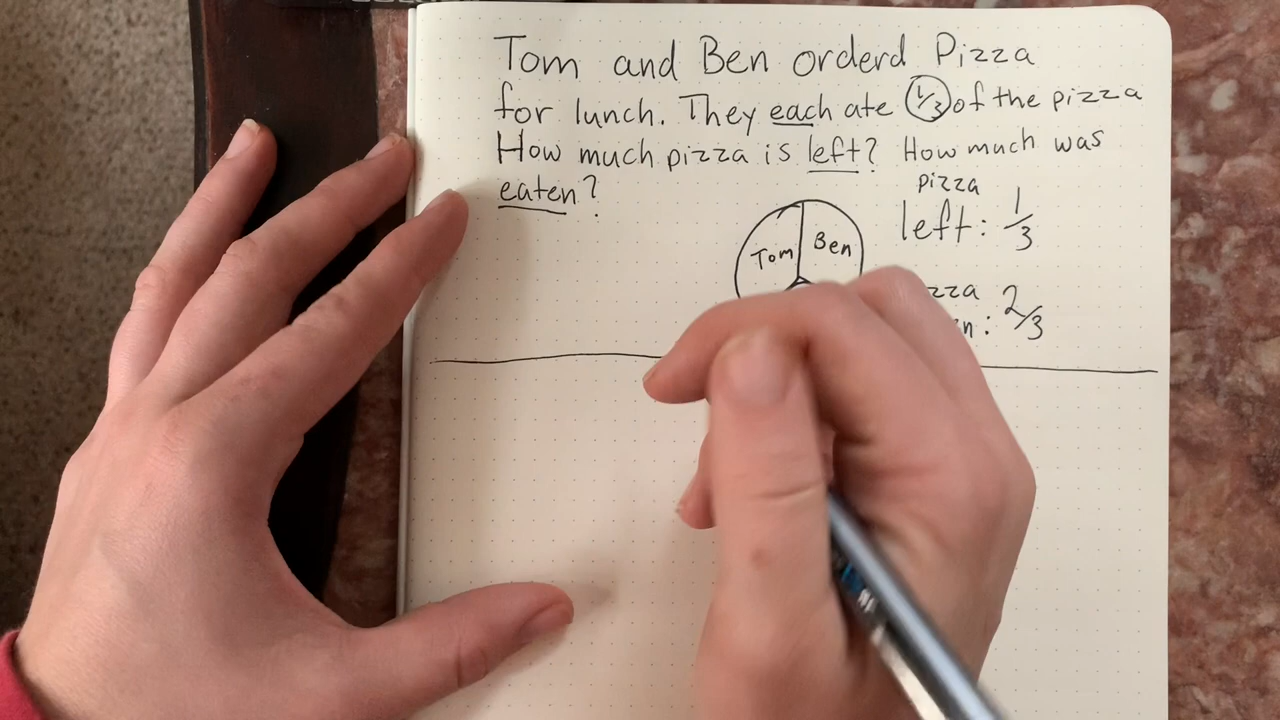 Tom and Ben orderd Pizza
for lunch. They each ate 1/3 of the pizza
How much pizza is left? How much was
eaten?
pizza
left: 1/3
Tom Ben
2/3